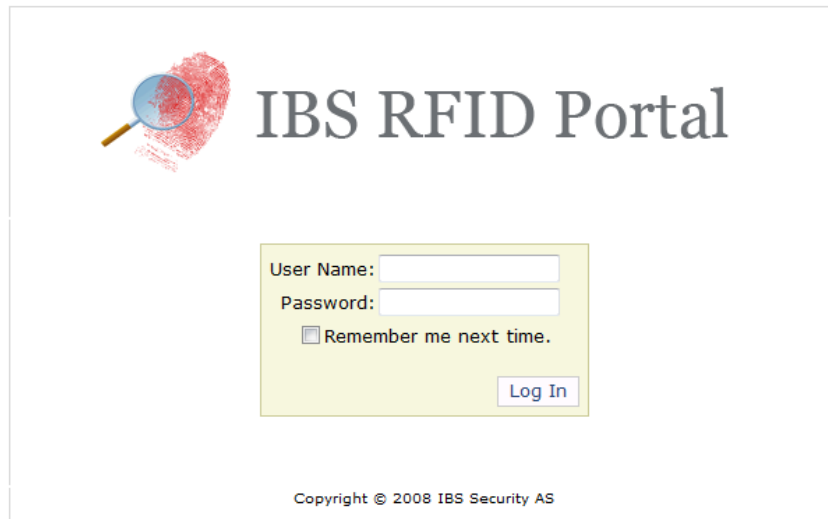 IBS RFID Portal
User Name:
Password:
Remember me next time.
Log In
Copyright © 2008 IBS Security AS